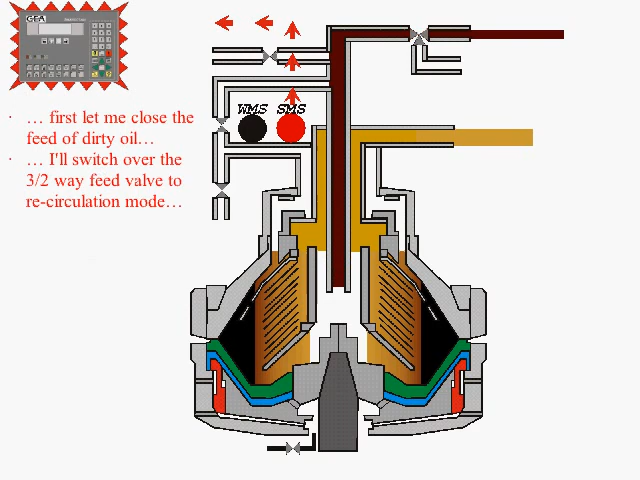 GEA
· … first let me close the
feed of dirty oil…
· … I'll switch over the
3/2 way feed valve to
re-circulation mode…
WMS SMS